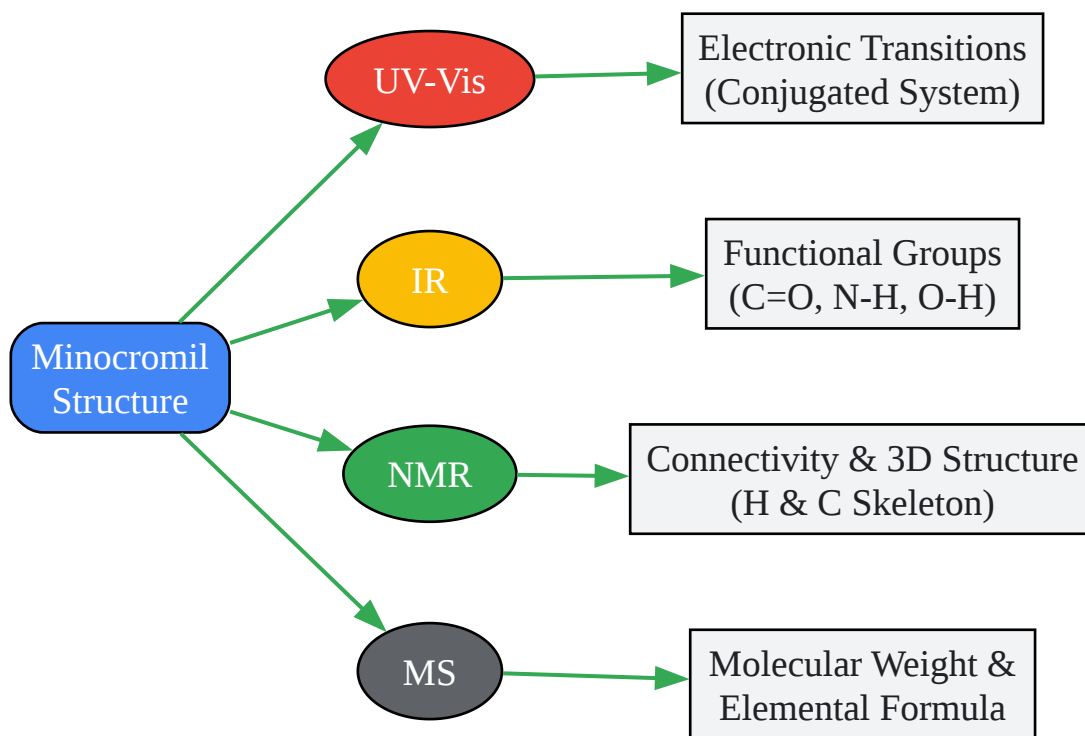 UV-Vis
Electronic Transitions
(Conjugated System)
IR
Functional Groups
(C=O, N-H, O-H)
Minocromil
Structure
NMR
Connectivity & 3D Structure
(H & C Skeleton)
MS
Molecular Weight &
Elemental Formula